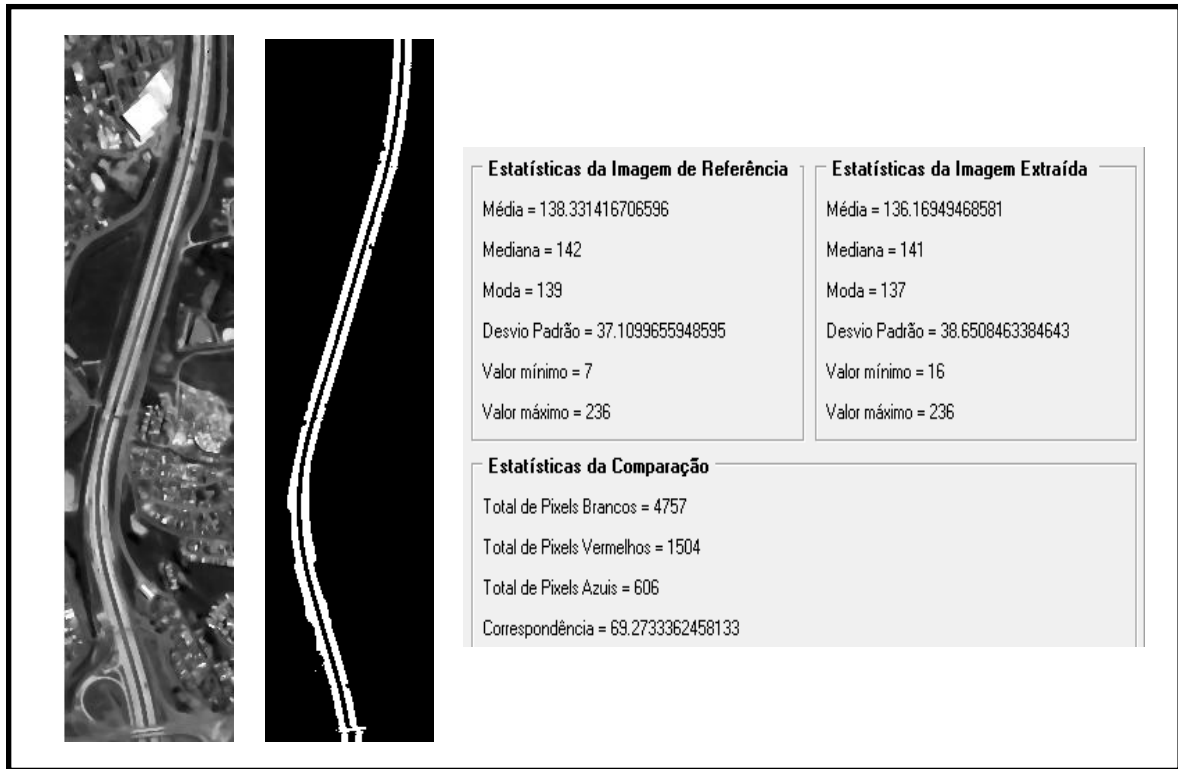 Estatísticas da Imagem de Referência
Média = 138.331416706596
Mediana = 142
Moda = 139
Desvio Padrão = 37.1099655948595
Valor mínimo = 7
Valor máximo = 236
Estatísticas da Imagem Extraída
Média = 136.16949468581
Mediana = 141
Moda = 137
Desvio Padrão = 38.6508463384643
Valor mínimo = 16
Valor máximo = 236
Estatísticas da Comparação
Total de Pixels Brancos = 4757
Total de Pixels Vermelhos = 1504
Total de Pixels Azuis = 606
Correspondência = 69.2733362458133